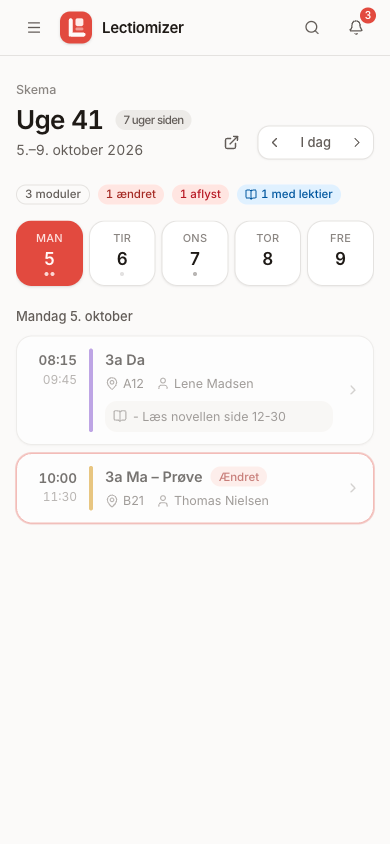 Lectiomizer
3
Skema
Uge 41
7 uger siden
5.–9. oktober 2026
I dag
3 moduler
1 ændret
1 aflyst
1 med lektier
MAN
5
TIR
6
ONS
7
TOR
8
FRE
9
Mandag 5. oktober
08:15
09:45
3a Da
A12 Lene Madsen
- Læs novellen side 12-30
10:00
11:30
3a Ma – Prøve
Ændret
B21 Thomas Nielsen